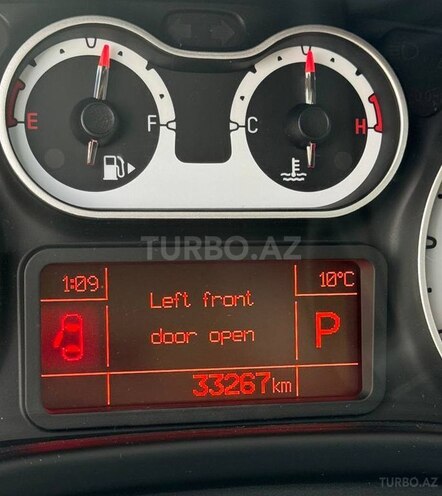 E F C H
TURBO.AZ
1:09
10°C
Left front
door open
P
33267km
TURBO.AZ